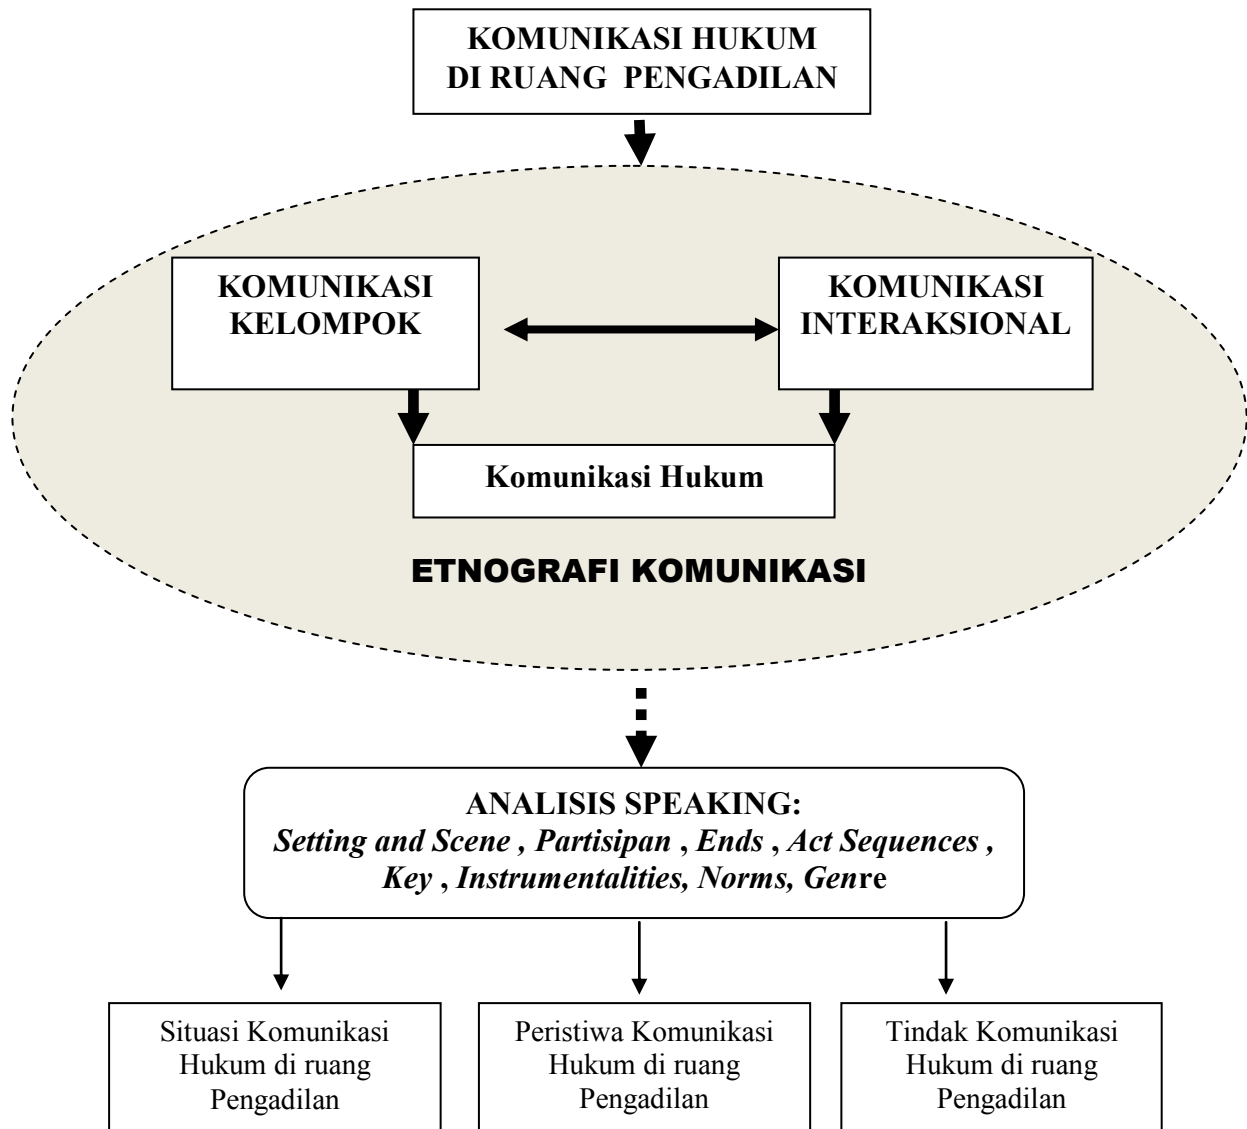 KOMUNIKASI HUKUM
DI RUANG PENGADILAN
KOMUNIKASI
KELOMPOK
KOMUNIKASI
INTERAKSIONAL
Komunikasi Hukum
ETNOGRAFI KOMUNIKASI
ANALISIS SPEAKING:
Setting and Scene , Partisipan , Ends , Act Sequences ,
Key , Instrumentalities, Norms, Genre
Situasi Komunikasi
Hukum di ruang
Pengadilan
Peristiwa Komunikasi
Hukum di ruang
Pengadilan
Tindak Komunikasi
Hukum di ruang
Pengadilan